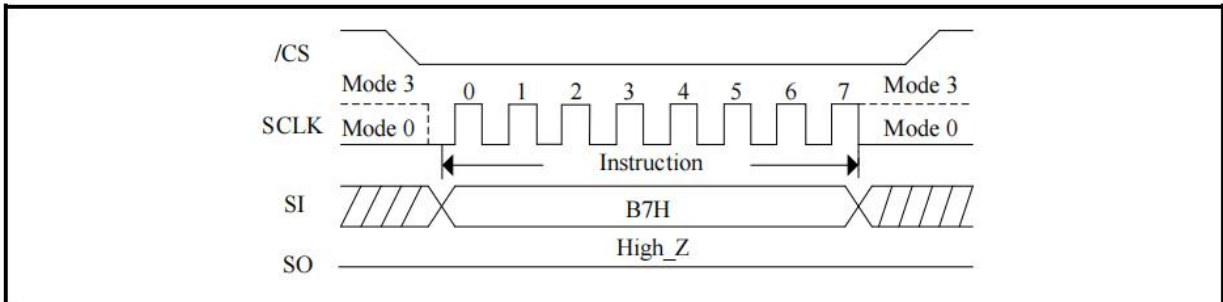 /CS
Mode 3 0 1 2 3 4 5 6 7 Mode 3
SCLK Mode 0 Mode 0
Instruction
SI B7H
High_Z
SO